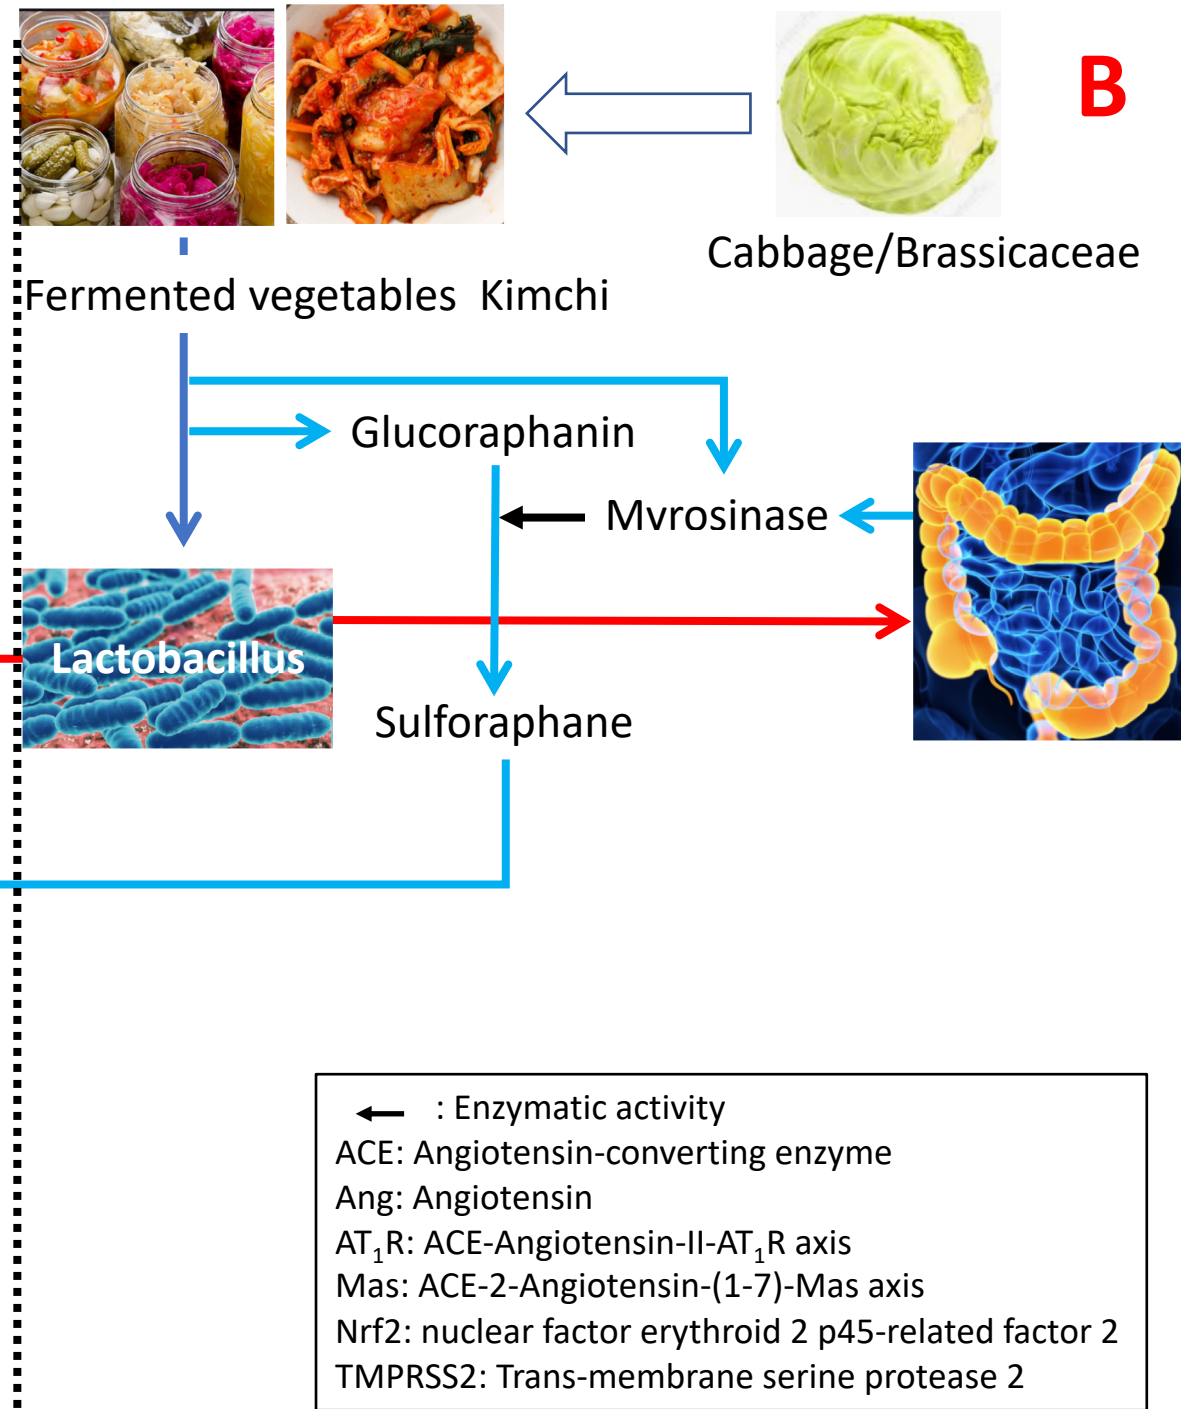 B
Cabbage/Brassicaceae
Fermented vegetables Kimchi
Glucoraphanin
Myrosinase
Lactobacillus
Sulforaphane
: Enzymatic activity
ACE: Angiotensin-converting enzyme
Ang: Angiotensin
AT₁R: ACE-Angiotensin-II-AT₁R axis
Mas: ACE-2-Angiotensin-(1-7)-Mas axis
Nrf2: nuclear factor erythroid 2 p45-related factor 2
TMPRSS2: Trans-membrane serine protease 2